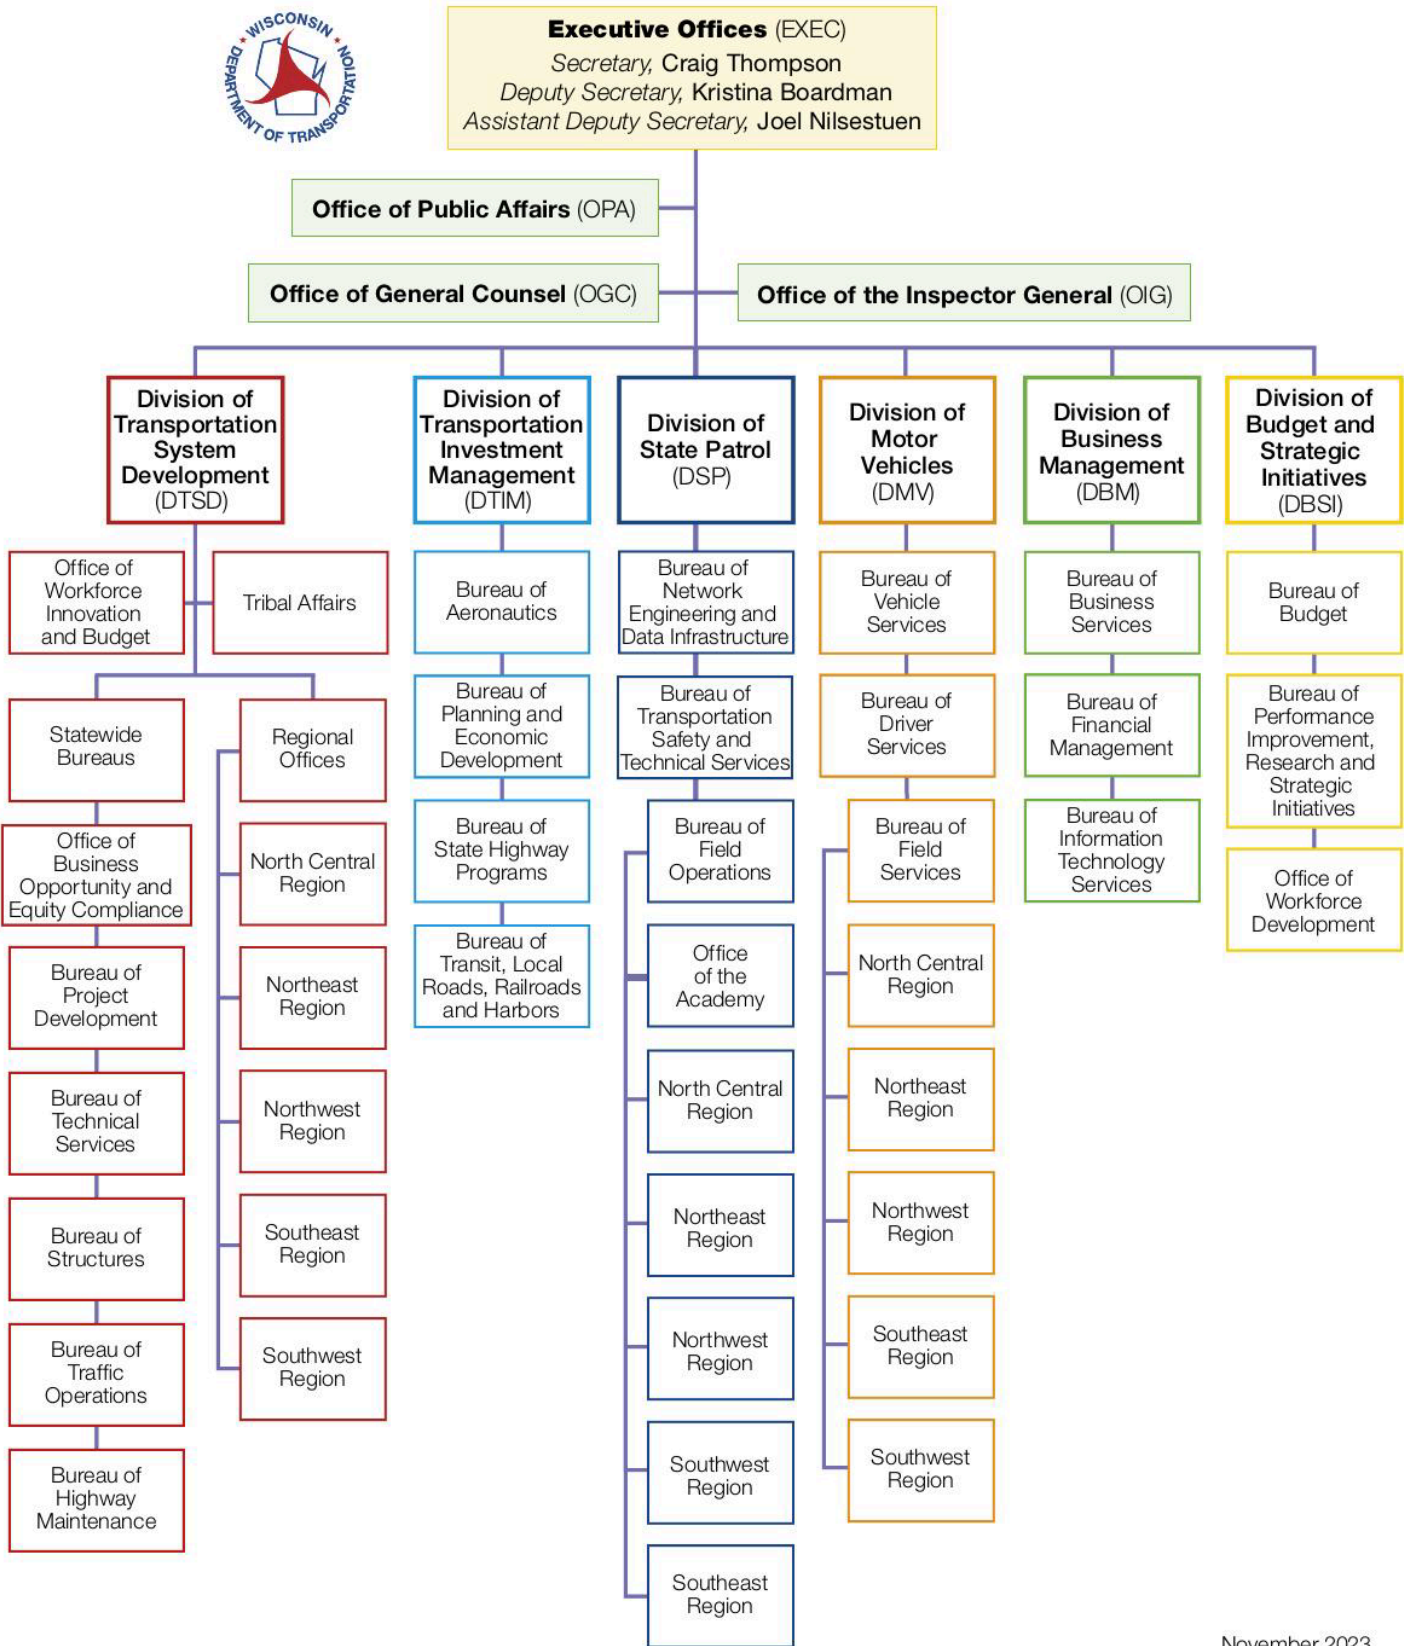 WISCONSIN
DEPARTMENT OF TRANSPORTATION
Executive Offices (EXEC)
Secretary, Craig Thompson
Deputy Secretary, Kristina Boardman
Assistant Deputy Secretary, Joel Nilsestuen
Office of Public Affairs (OPA)
Office of General Counsel (OGC)
Office of the Inspector General (OIG)
Division of
Transportation
System
Development
(DTSD)
Division of
Transportation
Investment
Management
(DTIM)
Division of
State Patrol
(DSP)
Division of
Motor
Vehicles
(DMV)
Division of
Business
Management
(DBM)
Division of
Budget and
Strategic
Initiatives
(DBSI)
Office of
Workforce
Innovation
and Budget
Tribal Affairs
Statewide
Bureaus
Office of
Business
Opportunity and
Equity Compliance
Bureau of
Project
Development
Bureau of
Technical
Services
Bureau of
Structures
Bureau of
Traffic
Operations
Bureau of
Highway
Maintenance
Regional
Offices
North Central
Region
Northeast
Region
Northwest
Region
Southeast
Region
Southwest
Region
Bureau of
Aeronautics
Bureau of
Planning and
Economic
Development
Bureau of
State Highway
Programs
Bureau of
Transit, Local
Roads, Railroads
and Harbors
Bureau of
Network
Engineering and
Data Infrastructure
Bureau of
Transportation
Safety and
Technical Services
Bureau of
Field
Operations
Office
of the
Academy
North Central
Region
Northeast
Region
Northwest
Region
Southwest
Region
Southeast
Region
Bureau of
Vehicle
Services
Bureau of
Driver
Services
Bureau of
Field
Services
North Central
Region
Northeast
Region
Northwest
Region
Southeast
Region
Southwest
Region
Bureau of
Business
Services
Bureau of
Financial
Management
Bureau of
Information
Technology
Services
Bureau of
Budget
Bureau of
Performance
Improvement,
Research and
Strategic
Initiatives
Office of
Workforce
Development
November 2023